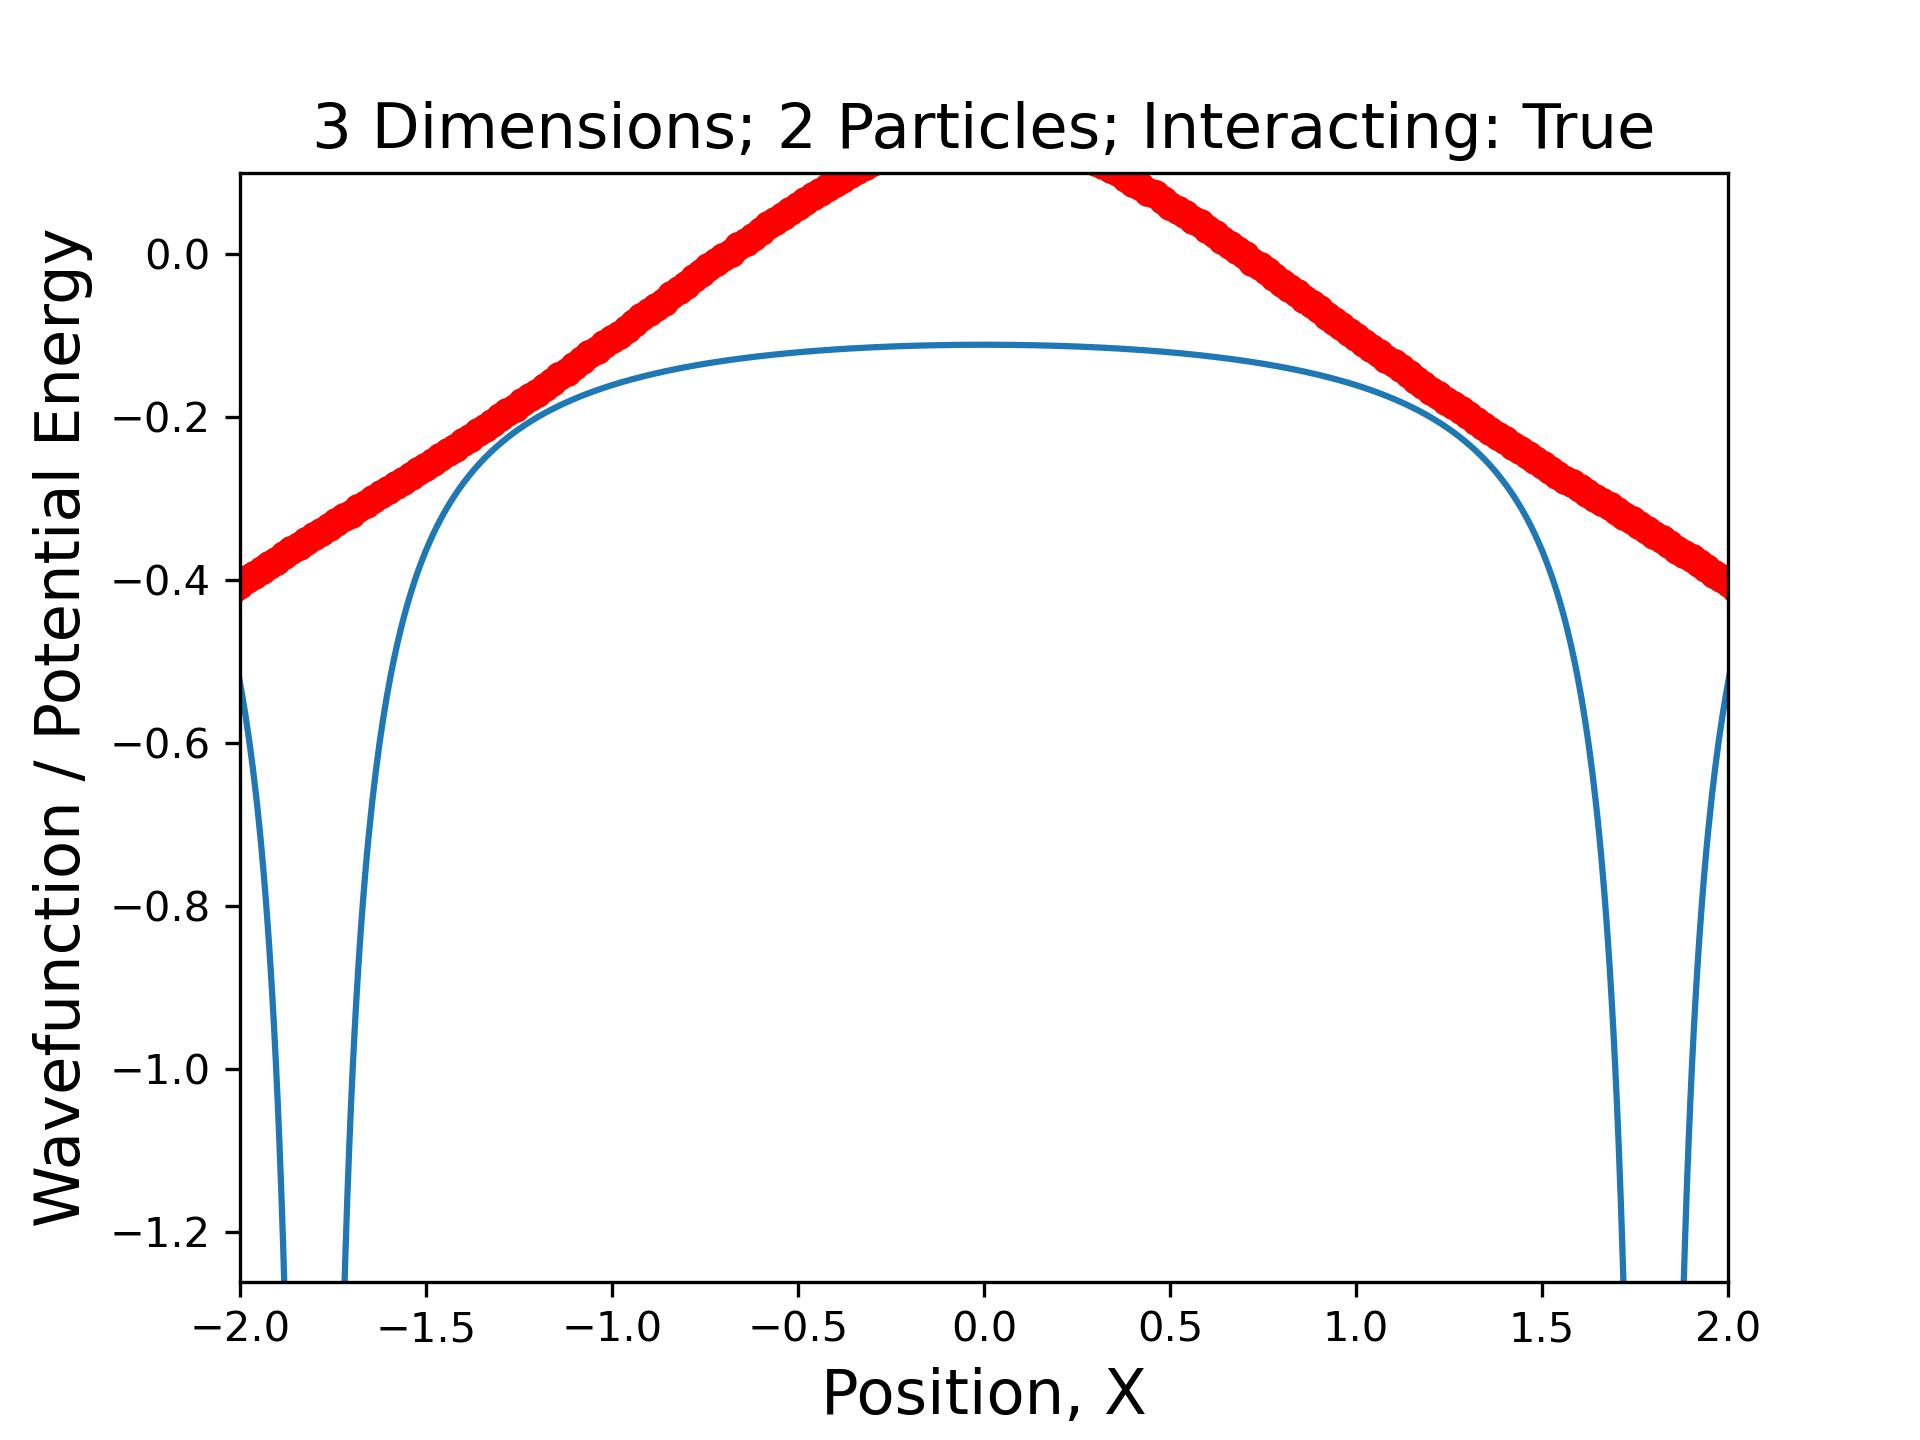 3 Dimensions; 2 Particles; Interacting: True
Wavefunction / Potential Energy
0.0
−0.2
−0.4
−0.6
−0.8
−1.0
−1.2
−2.0 −1.5 −1.0 −0.5 0.0 0.5 1.0 1.5 2.0
Position, X